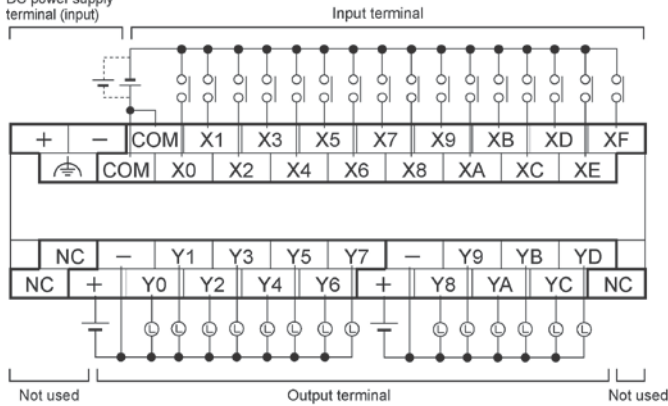 DC power supply
terminal (input)
Input terminal
+ − COM X1 X3 X5 X7 X9 XB XD XF
COM X0 X2 X4 X6 X8 XA XC XE
NC − Y1 Y3 Y5 Y7 − Y9 YB YD
NC + Y0 Y2 Y4 Y6 + Y8 YA YC NC
L L L L L L L L L L L L L L
Not used
Output terminal
Not used